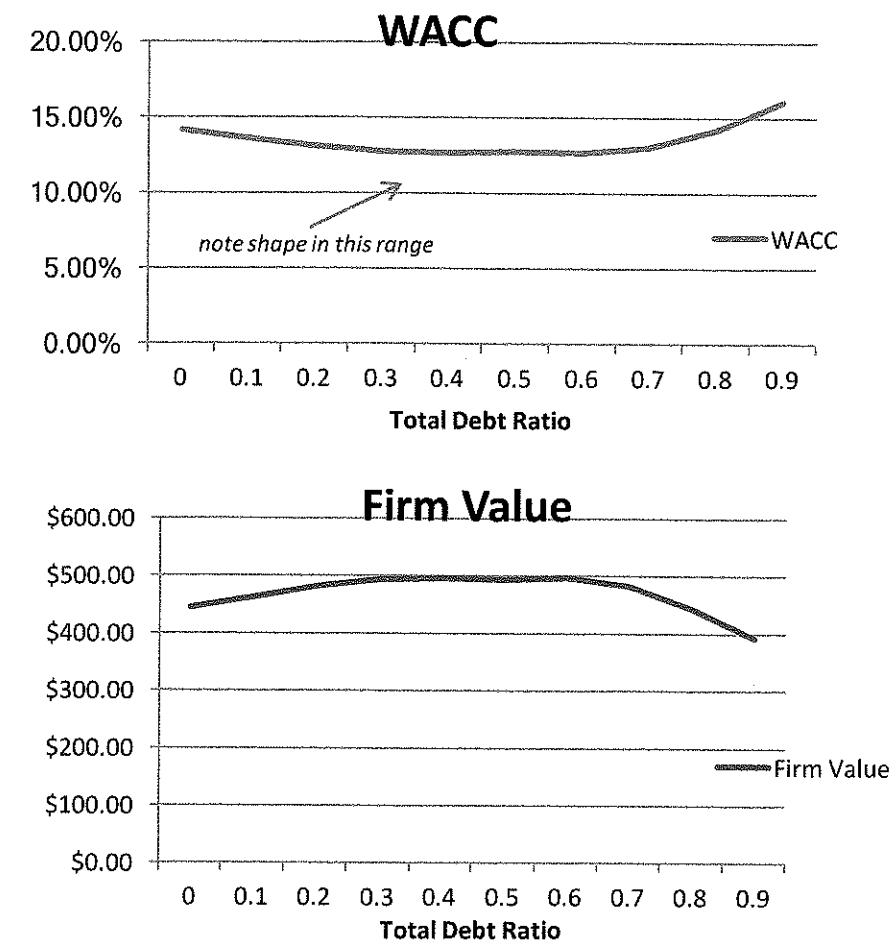 WACC
20.00%
15.00%
10.00%
5.00%
0.00%
note shape in this range
WACC
0 0.1 0.2 0.3 0.4 0.5 0.6 0.7 0.8 0.9
Total Debt Ratio
Firm Value
$600.00
$500.00
$400.00
$300.00
$200.00
$100.00
$0.00
Firm Value
0 0.1 0.2 0.3 0.4 0.5 0.6 0.7 0.8 0.9
Total Debt Ratio